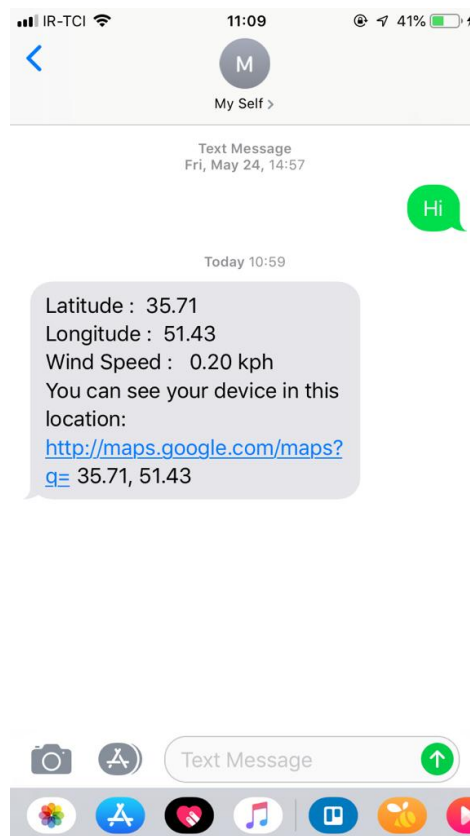 IR-TCI 11:09 41%
M
My Self >
Text Message
Fri, May 24, 14:57
Hi
Today 10:59
Latitude :  35.71
Longitude :  51.43
Wind Speed :   0.20 kph
You can see your device in this
location:
http://maps.google.com/maps?
q= 35.71, 51.43
Text Message